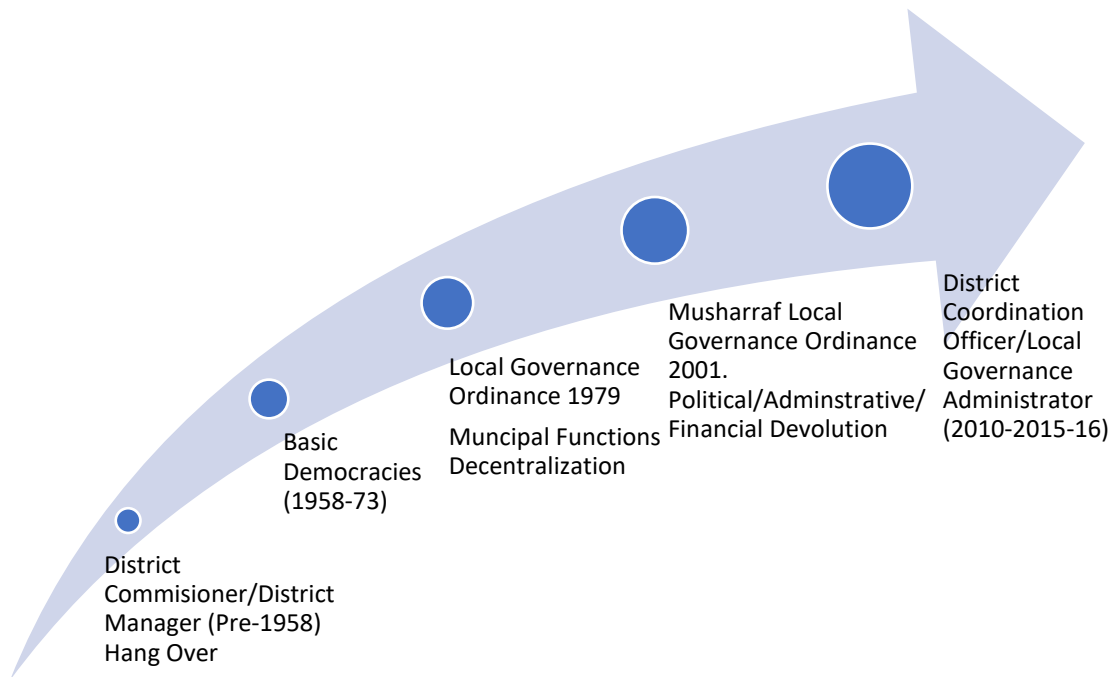 District
Commisioner/District
Manager (Pre-1958)
Hang Over
Basic
Democracies
(1958-73)
Local Governance
Ordinance 1979
Muncipal Functions
Decentralization
Musharraf Local
Governance Ordinance
2001.
Political/Adminstrative/
Financial Devolution
District
Coordination
Officer/Local
Governance
Administrator
(2010-2015-16)